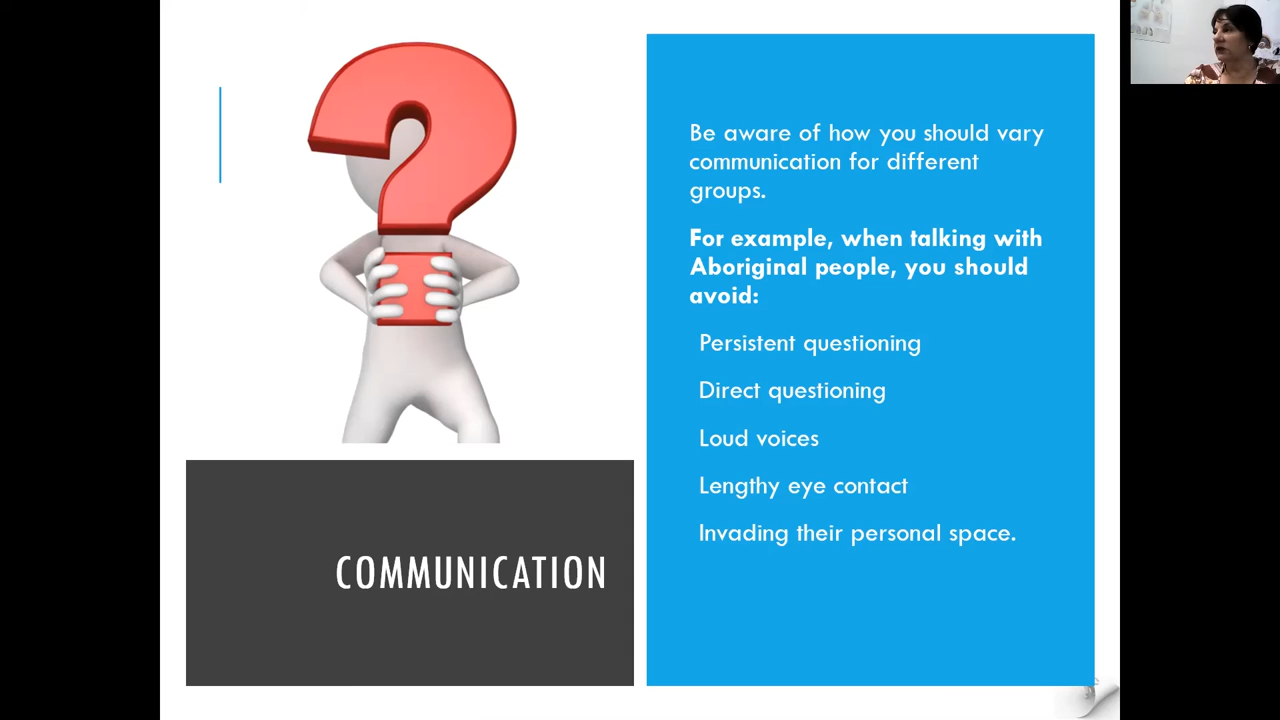 Be aware of how you should vary
communication for different
groups.
For example, when talking with
Aboriginal people, you should
avoid:
Persistent questioning
Direct questioning
Loud voices
Lengthy eye contact
Invading their personal space.
COMMUNICATION